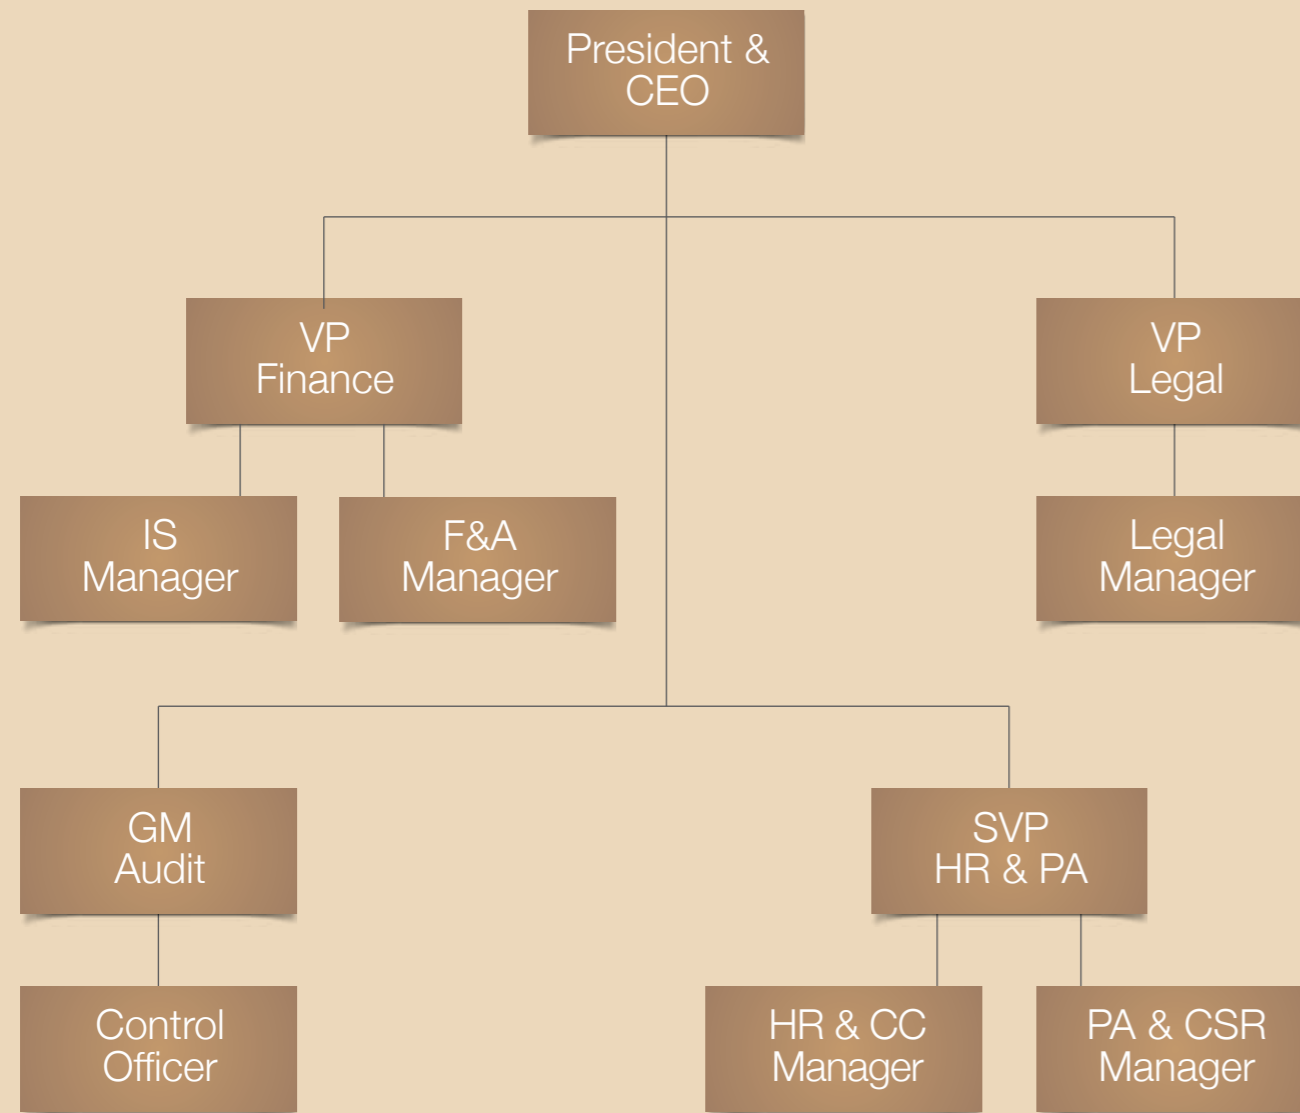 President &
CEO
VP
Finance
VP
Legal
IS
Manager
F&A
Manager
Legal
Manager
GM
Audit
SVP
HR & PA
Control
Officer
HR & CC
Manager
PA & CSR
Manager